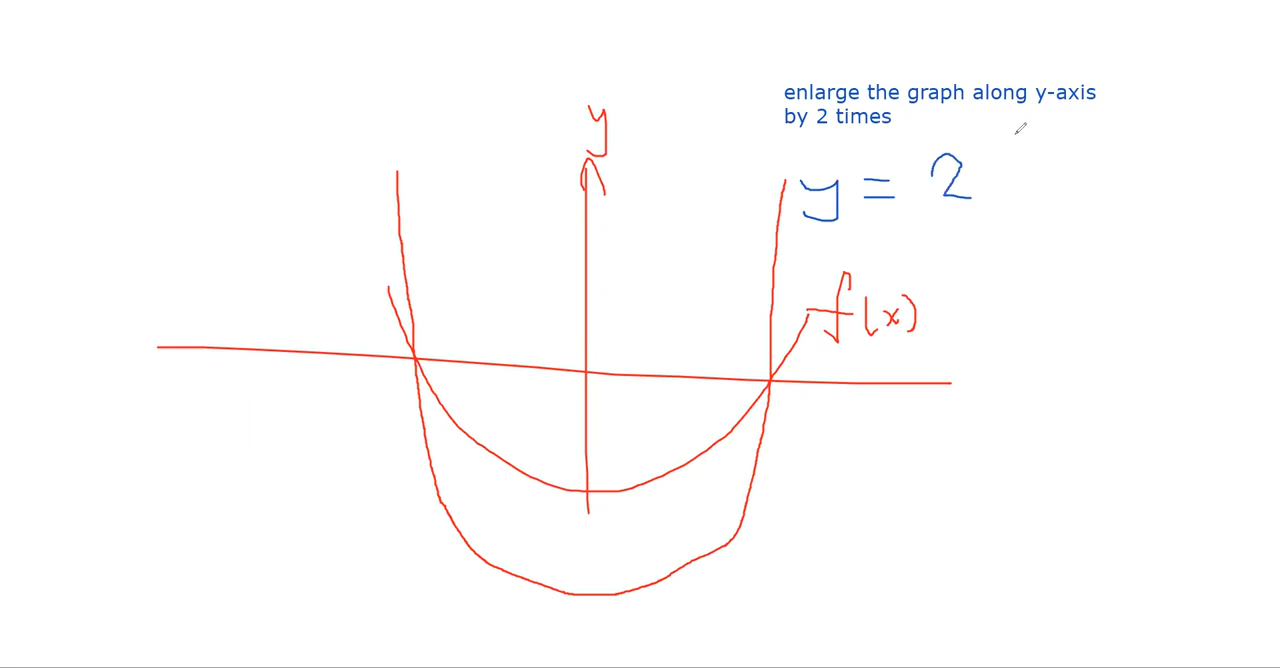 enlarge the graph along y-axis
by 2 times
y
y = 2
f(x)